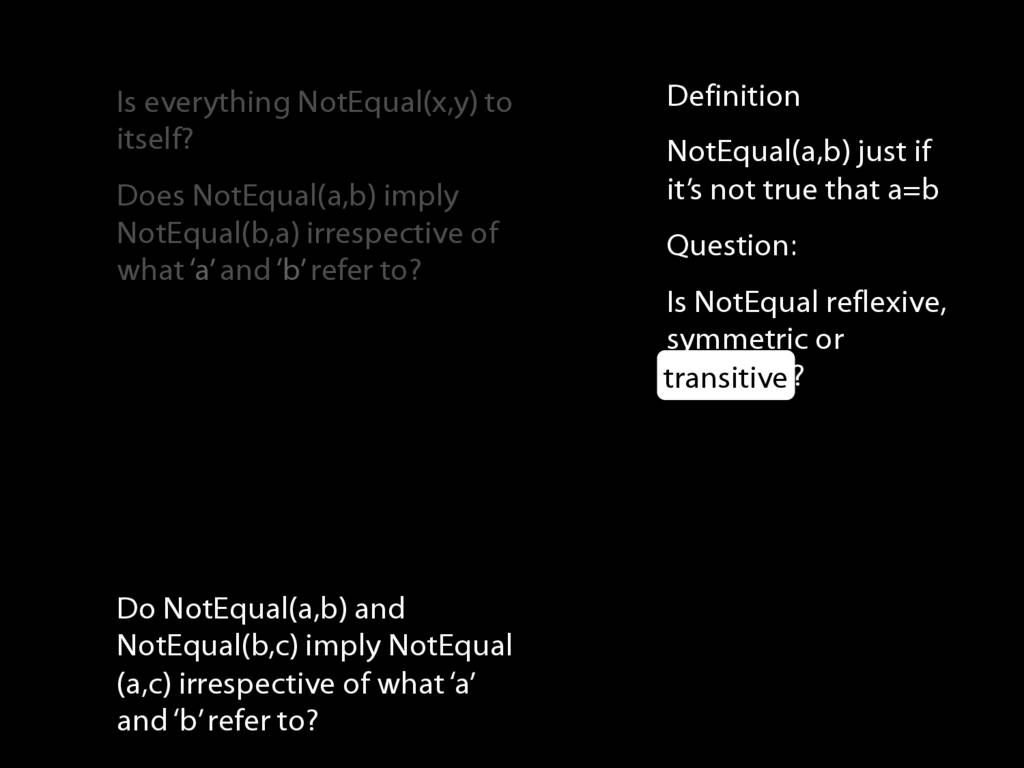 Is everything NotEqual(x,y) to
itself?
Does NotEqual(a,b) imply
NotEqual(b,a) irrespective of
what ‘a’ and ‘b’ refer to?
Do NotEqual(a,b) and
NotEqual(b,c) imply NotEqual
(a,c) irrespective of what ‘a’
and ‘b’ refer to?
Definition
NotEqual(a,b) just if
it’s not true that a=b
Question:
Is NotEqual reflexive,
symmetric or
transitive?